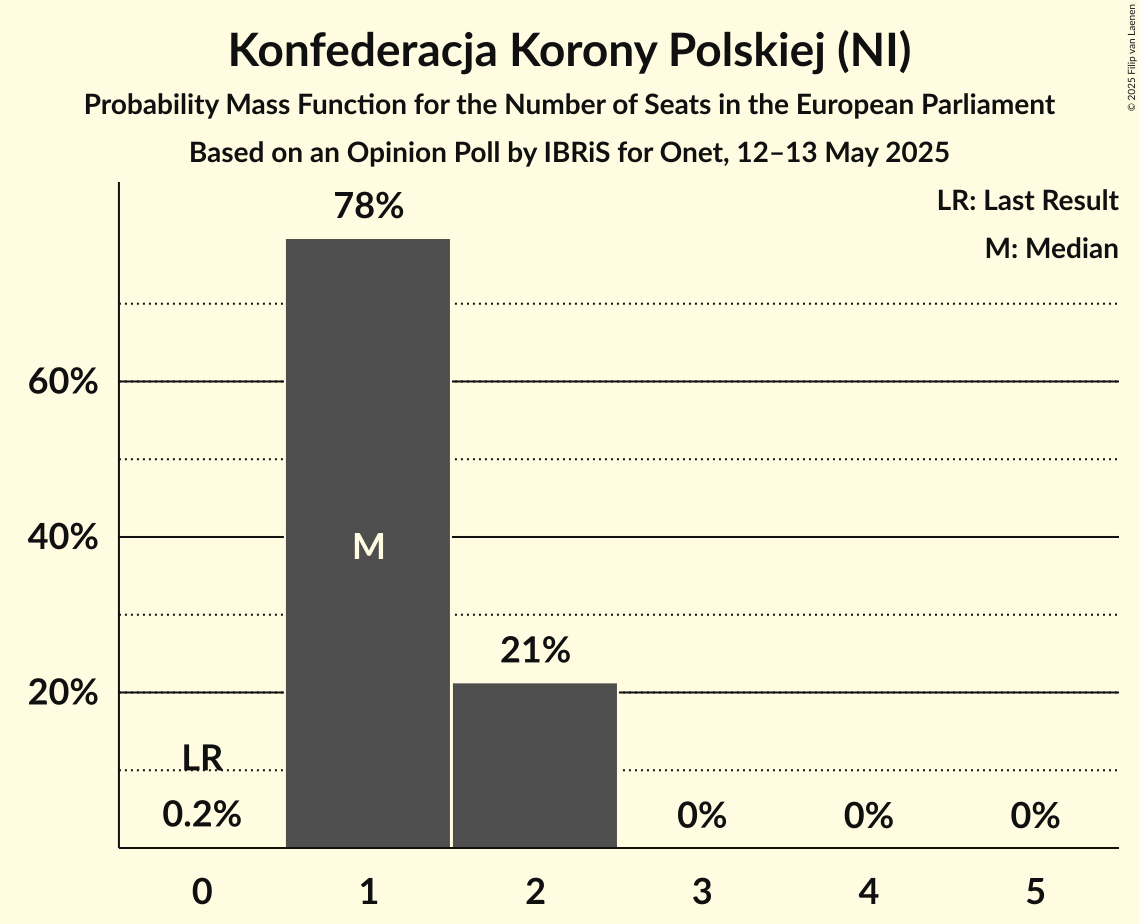 Konfederacja Korony Polskiej (NI)
Probability Mass Function for the Number of Seats in the European Parliament
Based on an Opinion Poll by IBRiS for Onet, 12–13 May 2025
© 2025 Filip van Laenen
LR: Last Result
M: Median
78%
60%
40%
M
21%
20%
LR
0.2%
0%
0%
0%
0
1
2
3
4
5